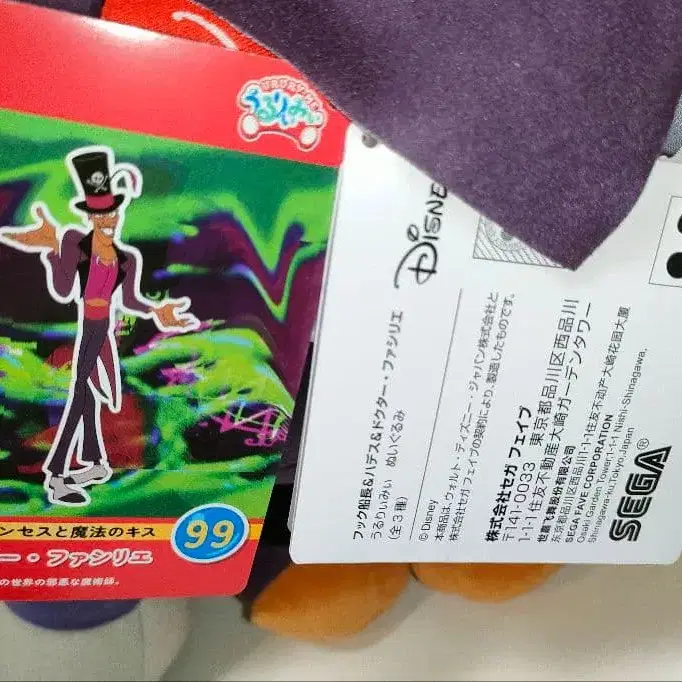 うるりぃみぃ
ンセスと魔法のキス
ー・ファシリエ
99
の世界の邪悪な魔術師。
DISNE
フック船長&ハデス&ドクター・ファシリエ
うるりぃみぃ ぬいぐるみ
(全3種)
© Disney
本商品は、ウォルト・ディズニー・ジャパン株式会社と
株式会社セガ フェイブの契約により、製造したものです。
株式会社セガ フェイブ
〒141-0033 東京都品川区西品川
1-1-1住友不動産大崎ガーデンタワー
世嘉飞舞股份有限公司
东京都品川区西品川1-1-1住友不动产大崎花园大厦
SEGA FAVE CORPORATION
Osaki Garden Tower,1-1-1 Nishi-Shinagawa,
Shinagawa-ku,Tokyo,Japan
SEGA®